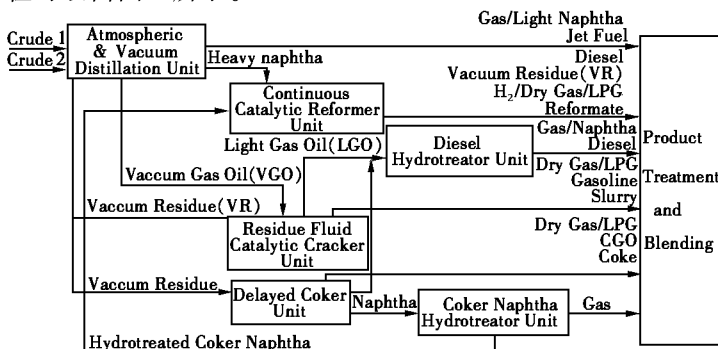 Gas/Light Naphtha
Crude 1
Atmospheric
& Vacuum
Distillation Unit
Jet Fuel
Crude 2
Diesel
Heavy naphtha
Vacuum Residue(VR)
Continuous
Catalytic Reformer
Unit
H₂/Dry Gas/LPG
Reformate
Light Gas Oil(LGO)
Diesel
Hydrotreator Unit
Gas/Naphtha
Diesel
Product
Treatment
and
Blending
Vaccum Gas Oil(VGO)
Dry Gas/LPG
Gasoline
Slurry
Vaccum Residue(VR)
Residue Fluid
Catalytic Cracker
Unit
Dry Gas/LPG
CGO
Coke
Vaccum Residue
Delayed Coker
Unit
Naphtha
Coker Naphtha
Hydrotreator Unit
Gas
Hydrotreated Coker Naphtha